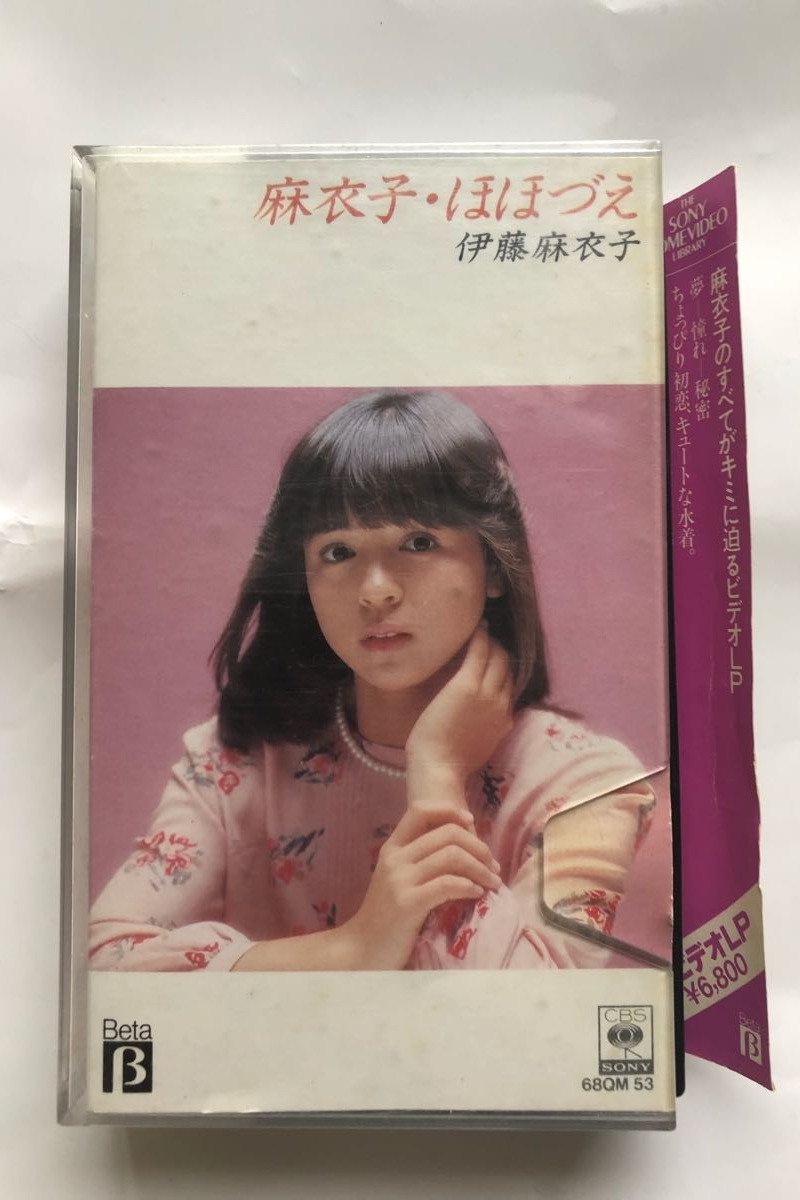 麻衣子・ほほづえ
伊藤麻衣子
Beta
β
CBS
SONY
68QM 53
THE
SONY
OMEVIDEO
LIBRARY
麻衣子のすべてがキミに迫るビデオLP
夢―憧れ―秘密
ちょっぴり初恋、キュートな水着。
ビデオLP
¥6,800
Beta